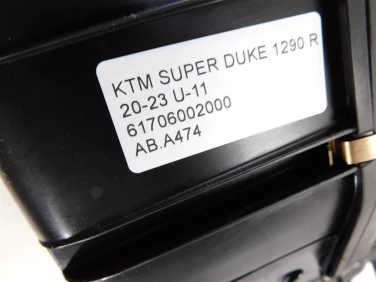 KTM SUPER DUKE 1290 R
20-23 U-11
61706002000
AB.A474